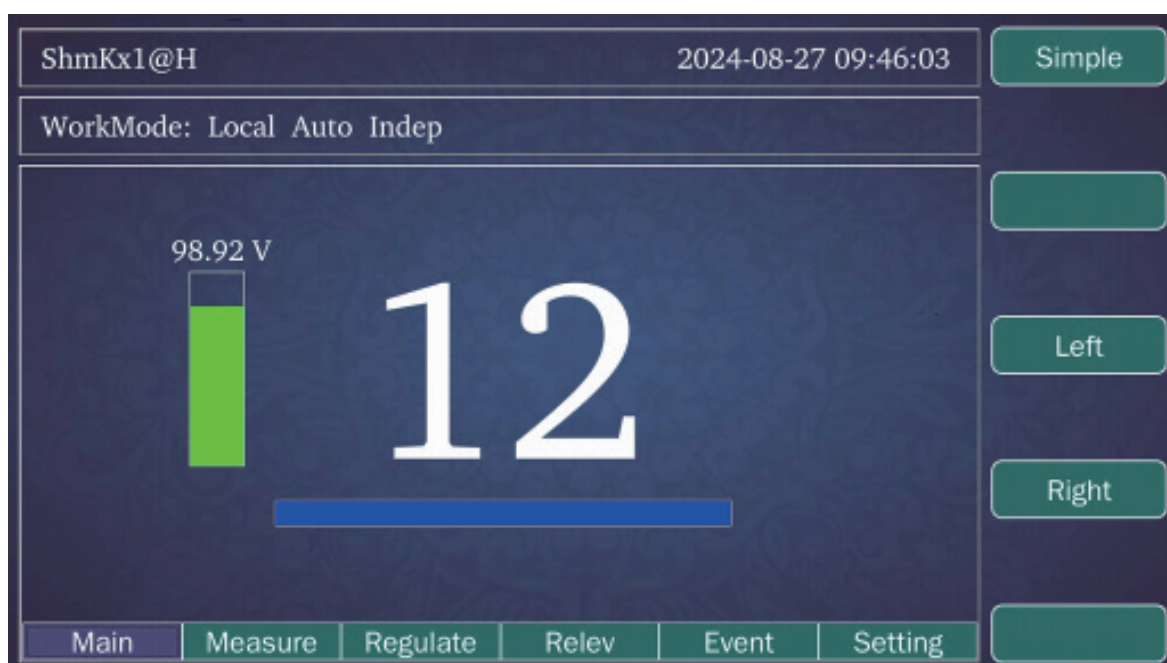 ShmKx1@H 2024-08-27 09:46:03
Simple
WorkMode: Local Auto Indep
98.92 V
12
Left
Right
Main Measure Regulate Relev Event Setting